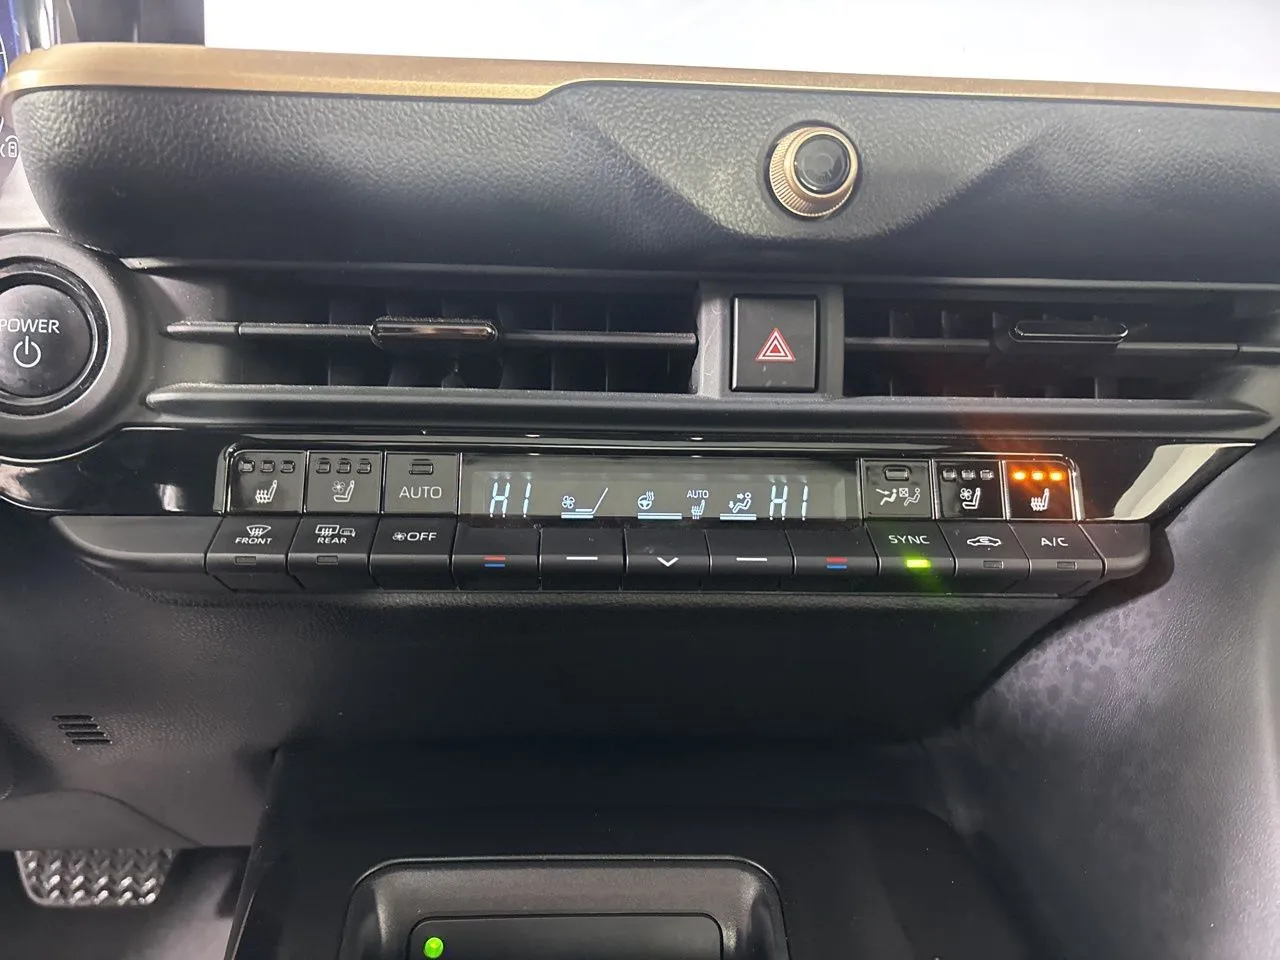 POWER
AUTO
HI
AUTO
HI
FRONT
REAR
OFF
SYNC
A/C